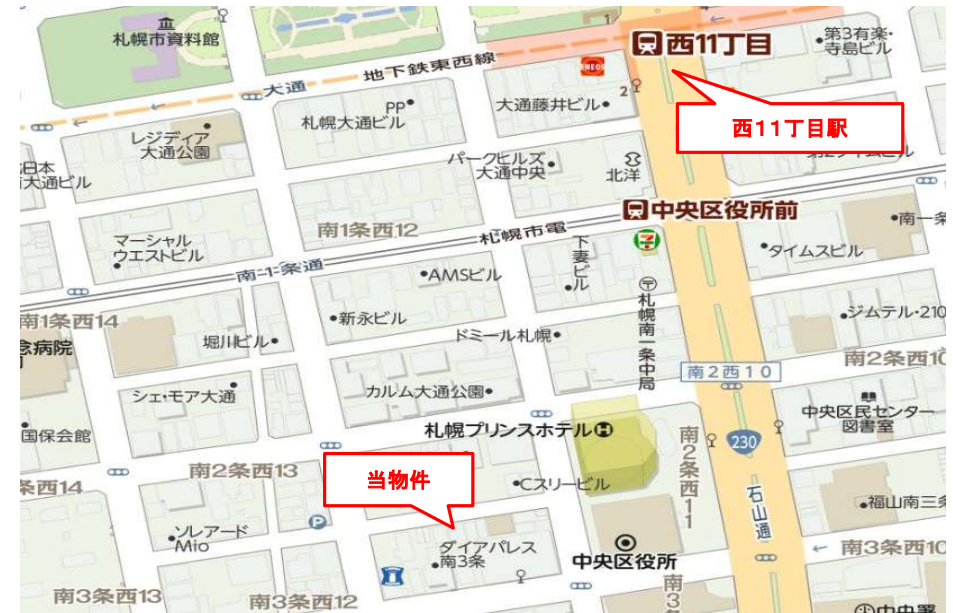 札幌市資料館
1
西11丁目
第3有楽・
寺島ビル
地下鉄東西線
大通
ENEOS
2
PP
札幌大通ビル
大通藤井ビル
西11丁目駅
レジディア
大通公園
日本
大通ビル
パークヒルズ
大通中央
北洋
南1条西12
札幌市電
中央区役所前
南一条
マーシャル
ウエストビル
下妻ビル
7
タイムスビル
南1条通
AMSビル
〒札幌南一条中局
南1条西14
新永ビル
ジムテル・210
念病院
堀川ビル
ドミール札幌
南2条西10
南2西10
シェ・モア大通
カルム大通公園
中央区民センター
図書室
国保会館
札幌プリンスホテル H
南2条西11
230
条西14
南2条西13
当物件
Cスリービル
石山通
福山南三条
P
ソレアード
Mio
ダイアパレス
南3条
中央区役所
南3条西10
南3条西13
南3条西12
南3
中央署